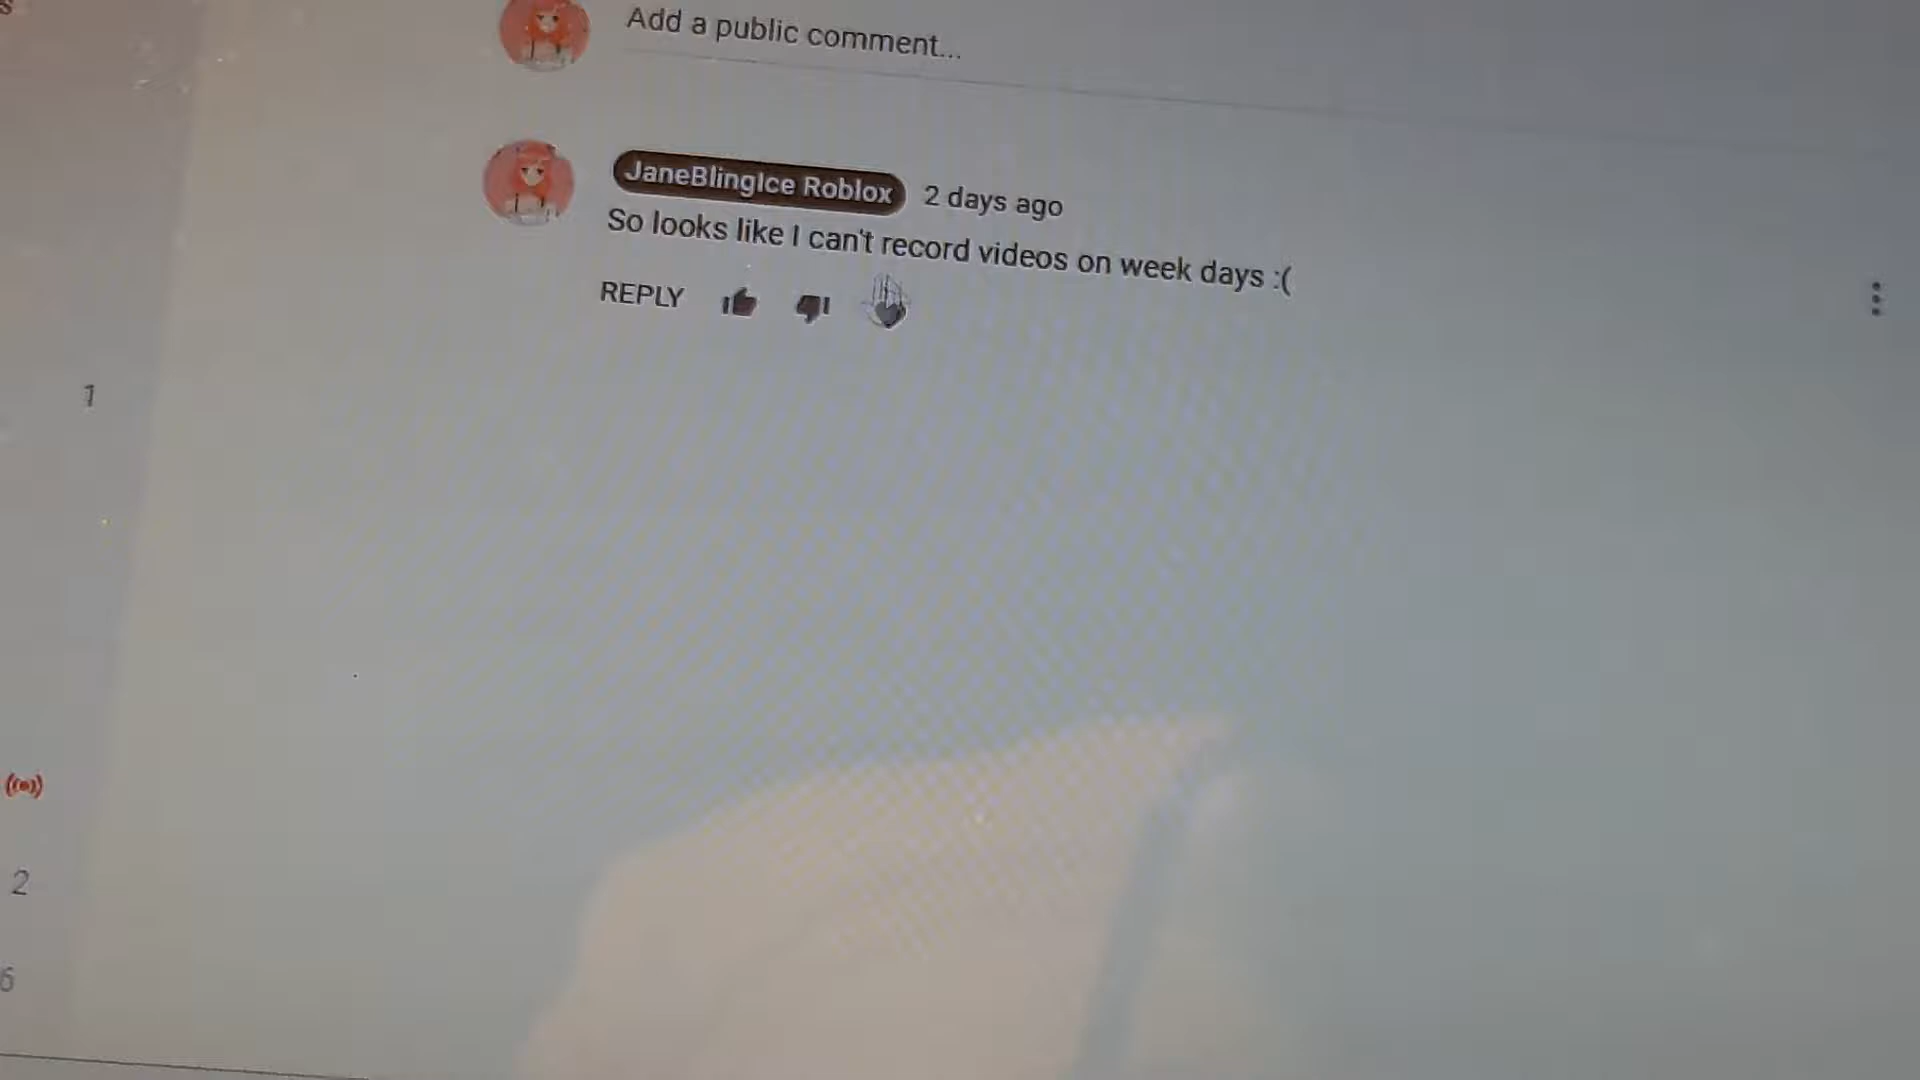 s
Add a public comment...
JaneBlingIce Roblox 2 days ago
So looks like I can't record videos on week days :(
REPLY
1
2
6